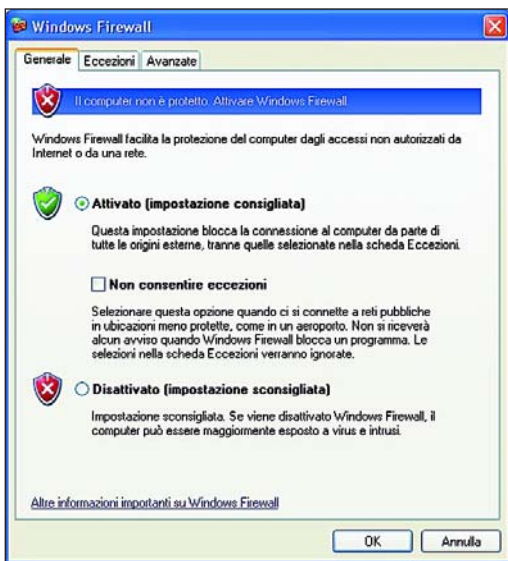 Windows Firewall
Generale Eccezioni Avanzate
Il computer non è protetto. Attivare Windows Firewall
Windows Firewall facilita la protezione del computer dagli accessi non autorizzati da
Internet o da una rete.
Attivato (impostazione consigliata)
Questa impostazione blocca la connessione al computer da parte di
tutte le origini esterne, tranne quelle selezionate nella scheda Eccezioni.
Non consentire eccezioni
Selezionare questa opzione quando ci si connette a reti pubbliche
in ubicazioni meno protette, come in un aeroporto. Non si riceverà
alcun avviso quando Windows Firewall blocca un programma. Le
selezioni nella scheda Eccezioni verranno ignorate.
Disattivato (impostazione sconsigliata)
Impostazione sconsigliata. Se viene disattivato Windows Firewall, il
computer può essere maggiormente esposto a virus e intrusi.
Altre informazioni importanti su Windows Firewall
OK Annulla